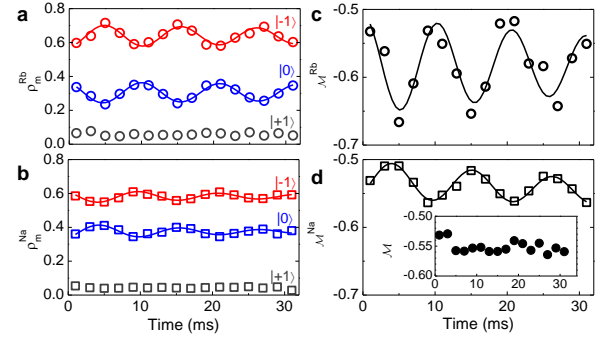 a
0.8
0.6
0.4
0.2
0.0
ρ_m^Rb
|-1⟩
|0⟩
|+1⟩
b
0.8
0.6
0.4
0.2
0.0
ρ_m^Na
|-1⟩
|0⟩
|+1⟩
0 10 20 30
Time (ms)
c
-0.5
-0.6
-0.7
ℳ^Rb
d
-0.5
-0.6
-0.7
ℳ^Na
-0.50
-0.55
-0.60
ℳ
0 10 20 30
0 10 20 30
Time (ms)